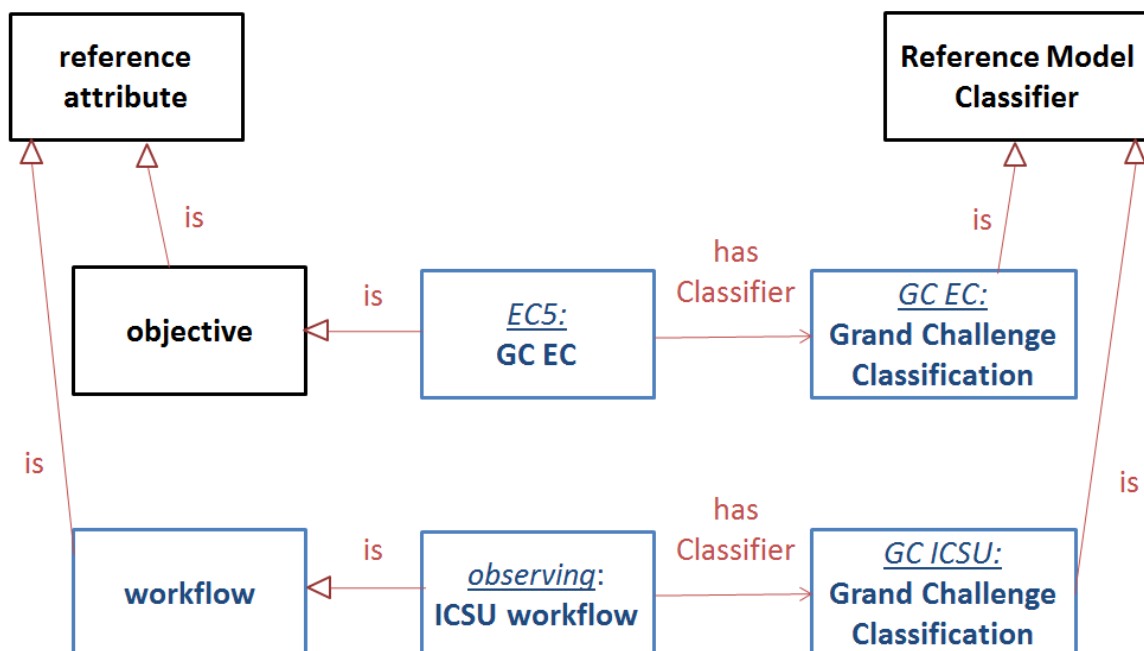 reference
attribute
Reference Model
Classifier
is
is
has
Classifier
is
objective
EC5:
GC EC
GC EC:
Grand Challenge
Classification
is
is
is
has
Classifier
workflow
observing:
ICSU workflow
GC ICSU:
Grand Challenge
Classification